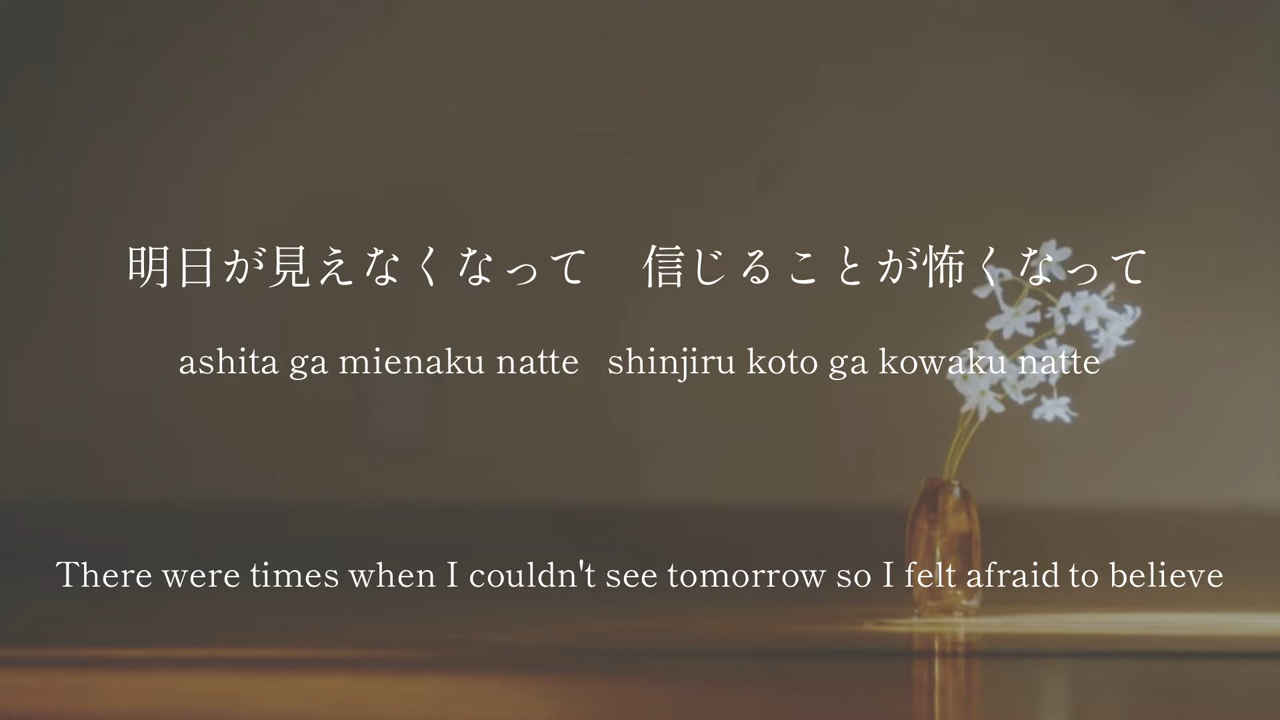 明日が見えなくなって　信じることが怖くなって
ashita ga mienaku natte shinjiru koto ga kowaku natte
There were times when I couldn't see tomorrow so I felt afraid to believe